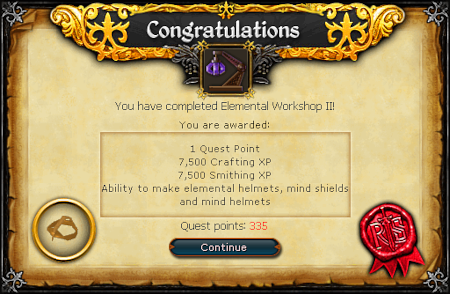 Congratulations
You have completed Elemental Workshop II!
You are awarded:
1 Quest Point
7,500 Crafting XP
7,500 Smithing XP
Ability to make elemental helmets, mind shields
and mind helmets
Quest points: 335
Continue
RS